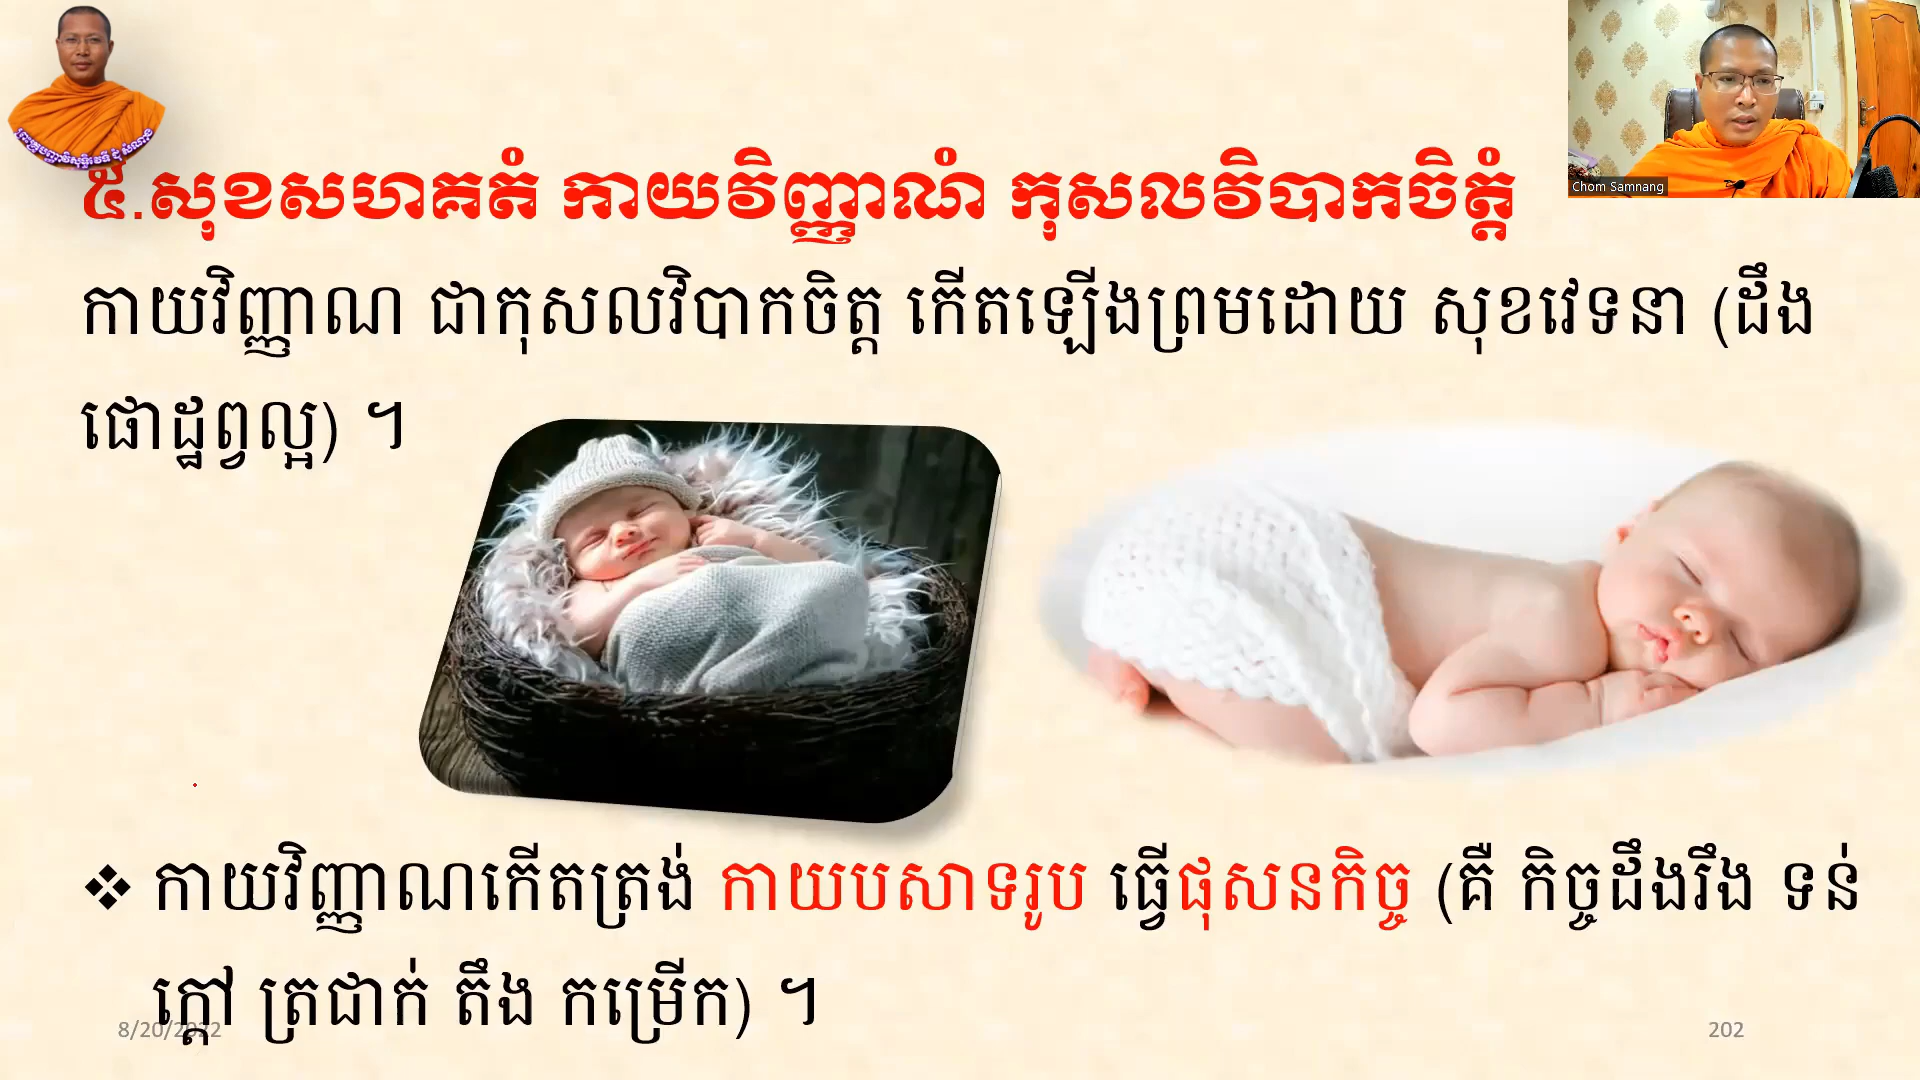 Chom Samnang
៥.សុខសហគតំ កាយវិញ្ញាណំ កុសលវិបាកចិត្តំ
កាយវិញ្ញាណ ជាកុសលវិបាកចិត្ត កើតឡើងព្រមដោយ សុខវេទនា (ដឹង
ផោដ្ឋព្វល្អ) ។
❖ កាយវិញ្ញាណកើតត្រង់ កាយបសាទរូប ធ្វើផុសនកិច្ច (គឺ កិច្ចដឹងរឹង ទន់
ក្តៅ ត្រជាក់ តឹង កម្រើក) ។
8/20/2022
202